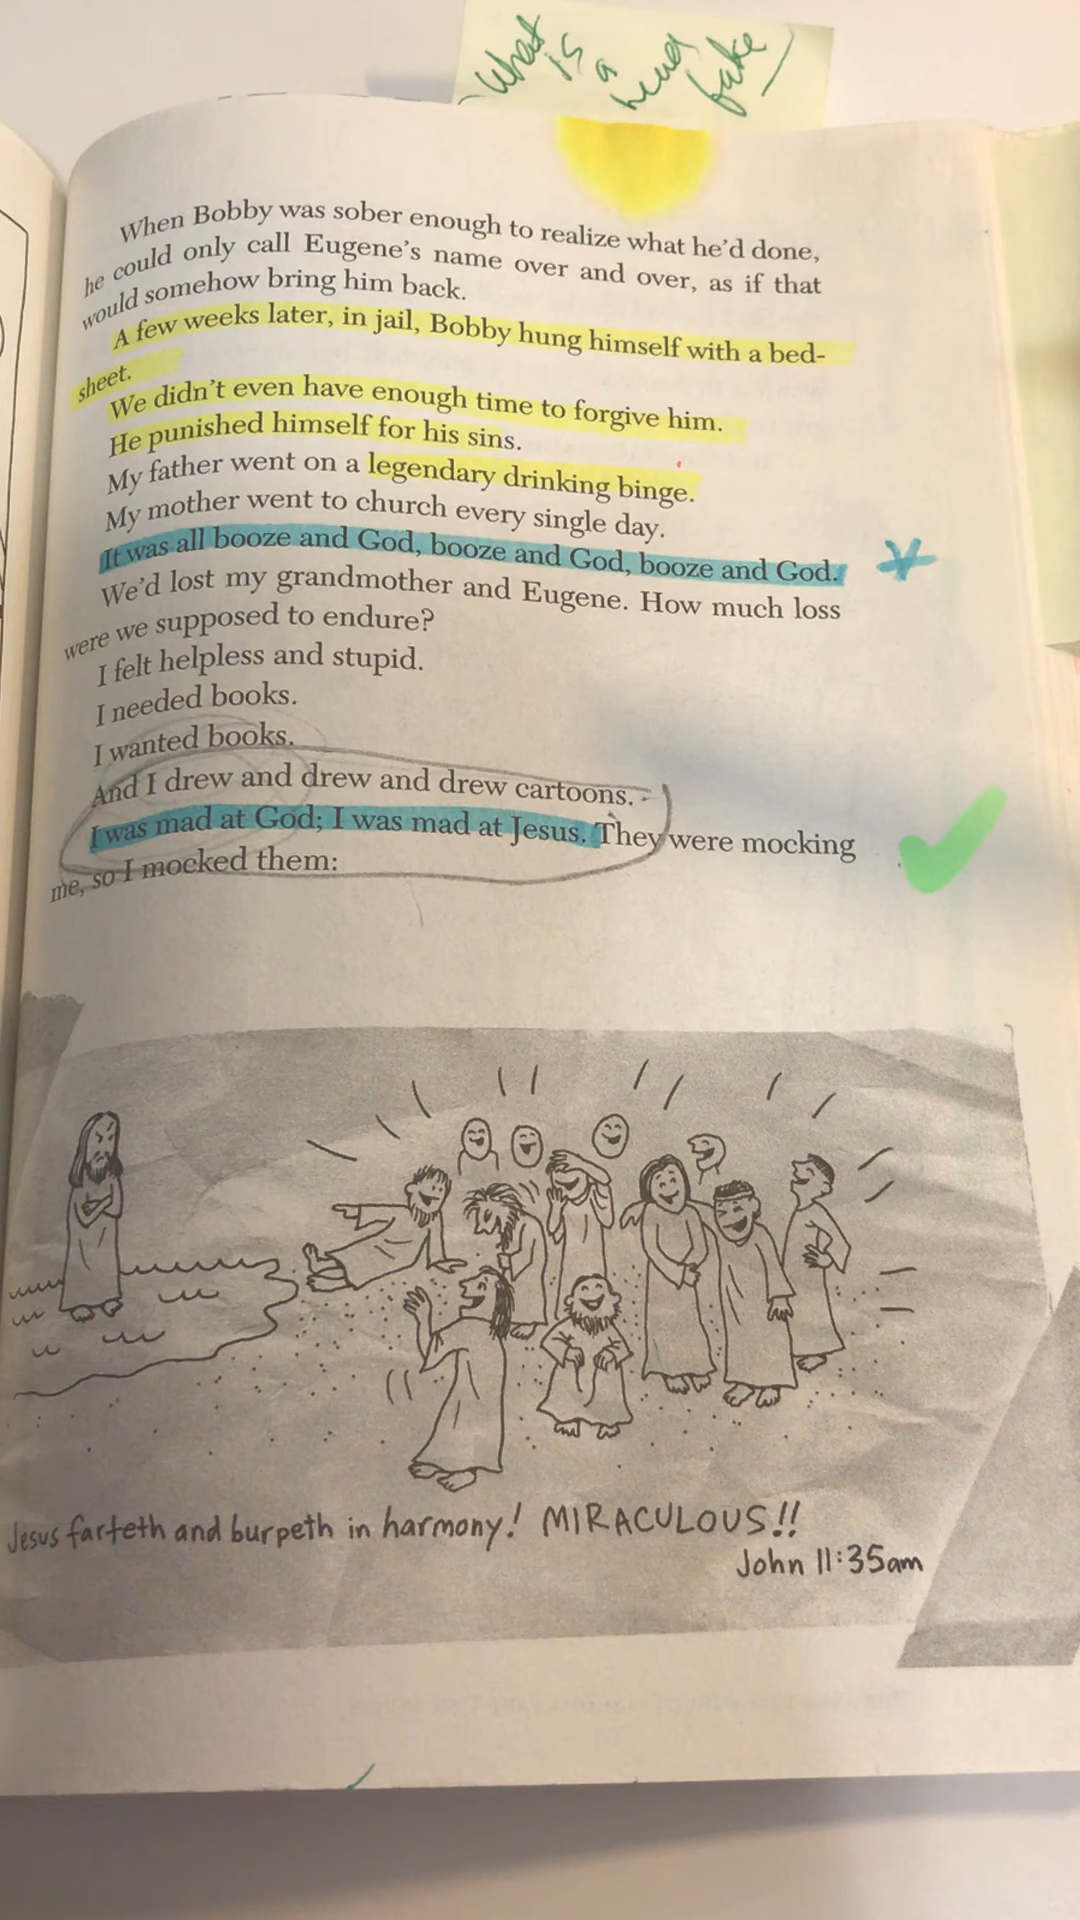 What
is
a
head
fake
When Bobby was sober enough to realize what he'd done,
he could only call Eugene's name over and over, as if that
would somehow bring him back.
A few weeks later, in jail, Bobby hung himself with a bed-
sheet.
We didn't even have enough time to forgive him.
He punished himself for his sins.
My father went on a legendary drinking binge.
My mother went to church every single day.
It was all booze and God, booze and God, booze and God.
We'd lost my grandmother and Eugene. How much loss
were we supposed to endure?
I felt helpless and stupid.
I needed books.
I wanted books.
And I drew and drew and drew cartoons.
I was mad at God; I was mad at Jesus. They were mocking
me, so I mocked them:
Jesus farteth and burpeth in harmony! MIRACULOUS!!
John 11:35am